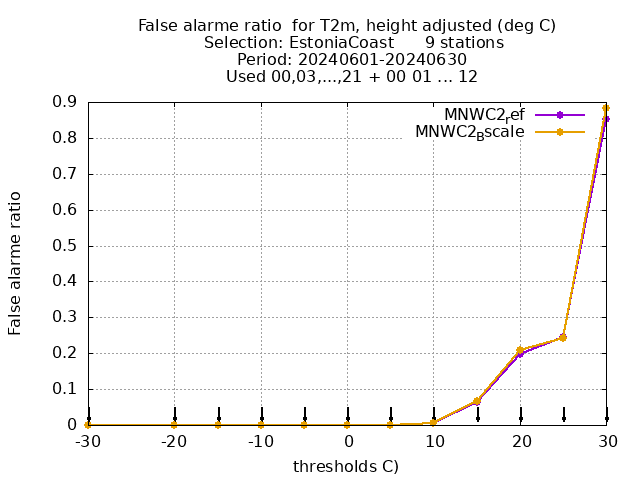 False alarme ratio  for T2m, height adjusted (deg C)
Selection: EstoniaCoast      9 stations
Period: 20240601-20240630
Used 00,03,...,21 + 00 01 ... 12
MNWC2ref
MNWC2Bscale
False alarme ratio
0.9
0.8
0.7
0.6
0.5
0.4
0.3
0.2
0.1
0
-30 -20 -10 0 10 20 30
thresholds C)